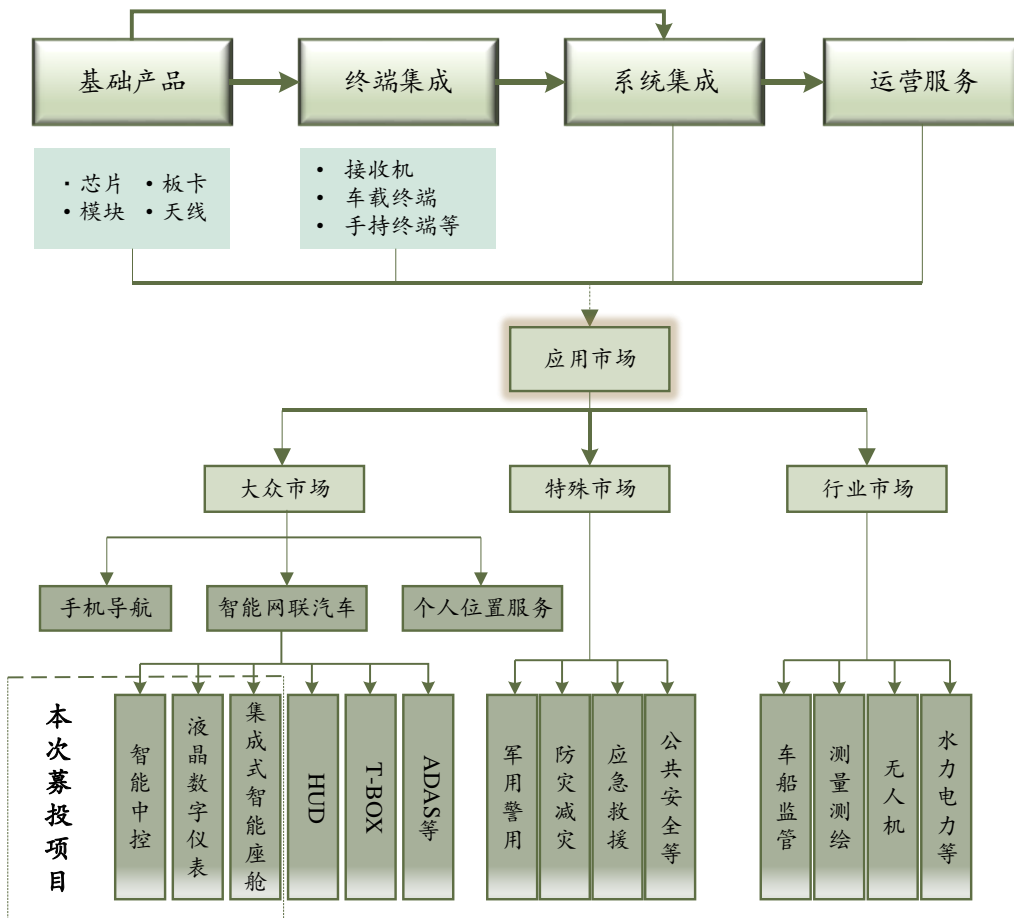 基础产品
终端集成
系统集成
运营服务
·芯片 •板卡
•模块 •天线
• 接收机
• 车载终端
• 手持终端等
应用市场
大众市场
特殊市场
行业市场
手机导航
智能网联汽车
个人位置服务
本次募投项目
智能中控
液晶数字仪表
集成式智能座舱
HUD
T-BOX
ADAS等
军用警用
防灾减灾
应急救援
公共安全等
车船监管
测量测绘
无人机
水力电力等